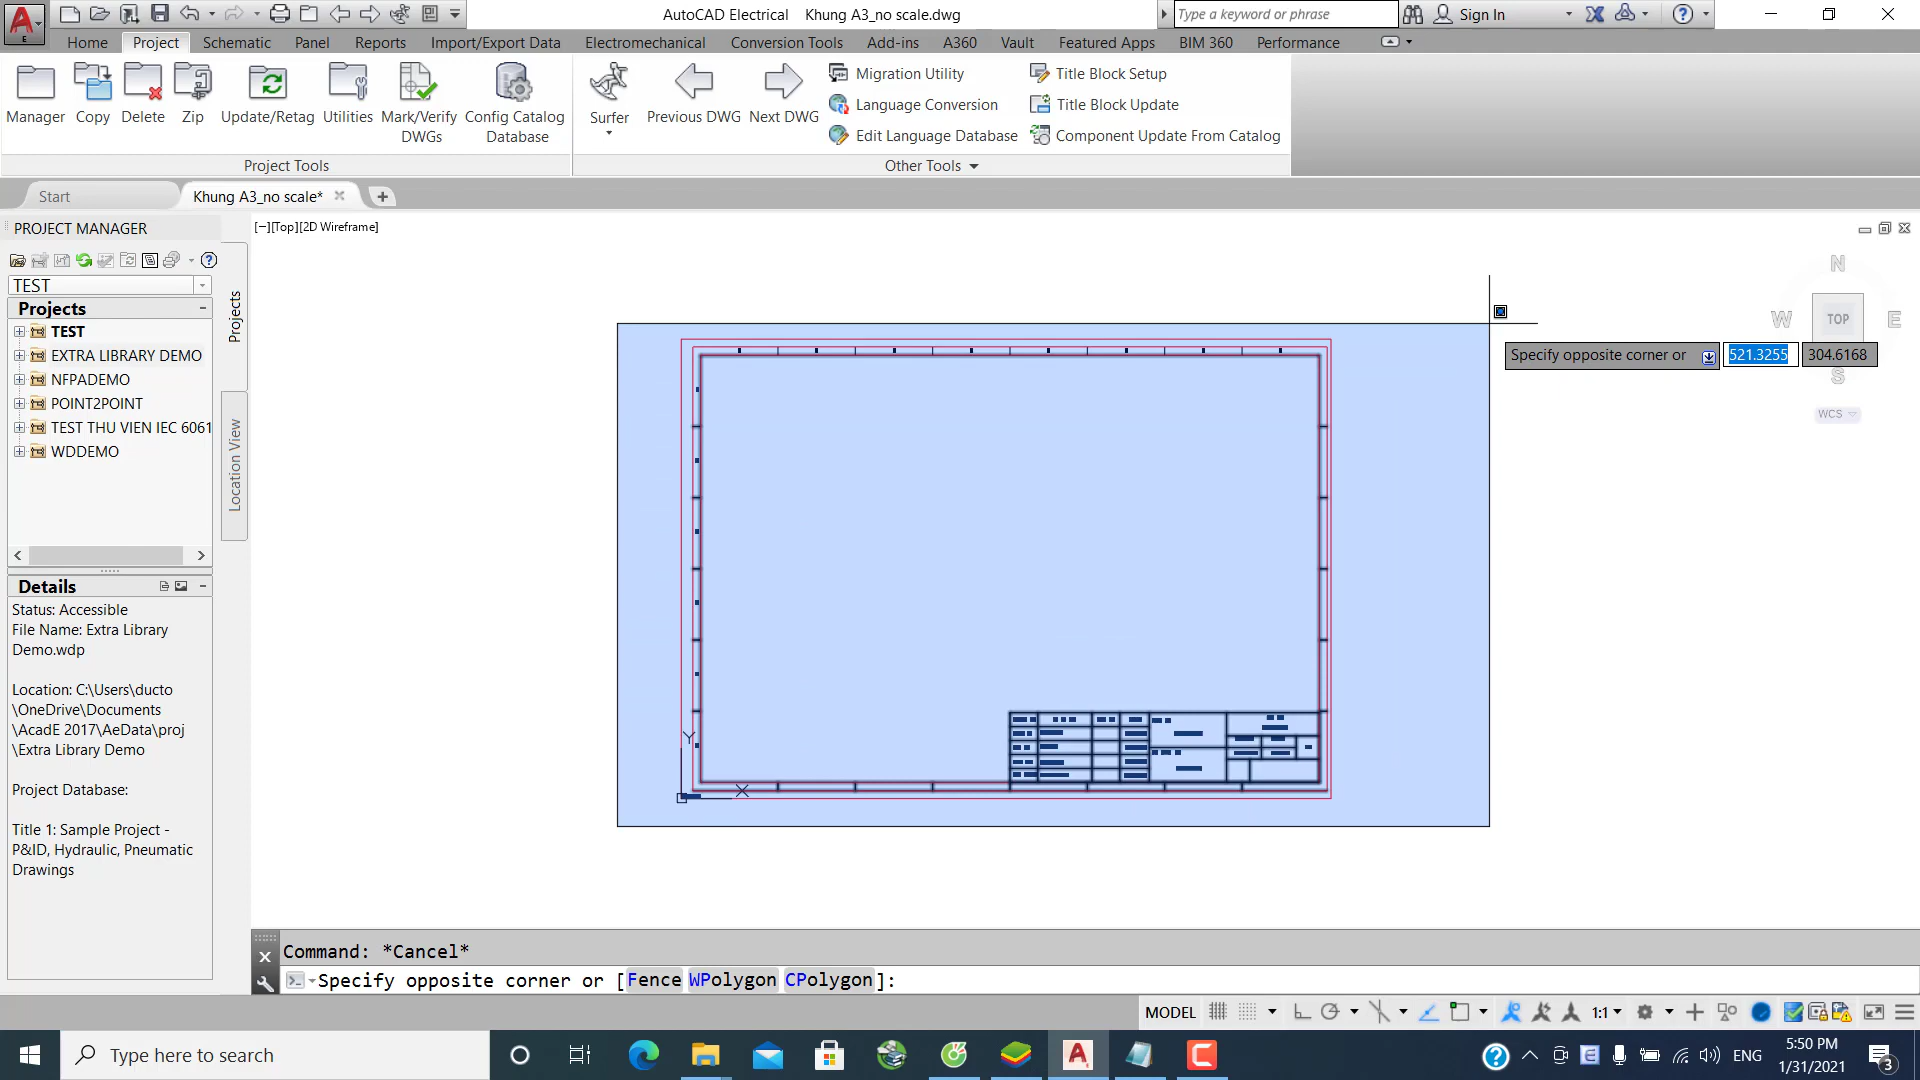 AutoCAD Electrical Khung A3_no scale.dwg
Type a keyword or phrase
Sign In
Home Project Schematic Panel Reports Import/Export Data Electromechanical Conversion Tools Add-ins A360 Vault Featured Apps BIM 360 Performance
Manager Copy Delete Zip Update/Retag Utilities Mark/Verify DWGs Config Catalog Database
Surfer Previous DWG Next DWG
Migration Utility Title Block Setup
Language Conversion Title Block Update
Edit Language Database Component Update From Catalog
Project Tools Other Tools
Start Khung A3_no scale*
PROJECT MANAGER
[−][Top][2D Wireframe]
TEST
Projects
TEST
EXTRA LIBRARY DEMO
NFPADEMO
POINT2POINT
TEST THU VIEN IEC 6061
WDDEMO
Projects
Location View
Details
Status: Accessible
File Name: Extra Library
Demo.wdp
Location: C:\Users\ducto
\OneDrive\Documents
\AcadE 2017\AeData\proj
\Extra Library Demo
Project Database:
Title 1: Sample Project -
P&ID, Hydraulic, Pneumatic
Drawings
N
W TOP E
S
WCS
Specify opposite corner or 521.3255 304.6168
Y
X
Command: *Cancel*
Specify opposite corner or [Fence WPolygon CPolygon]:
MODEL 1:1
Type here to search
ENG
5:50 PM
1/31/2021
3